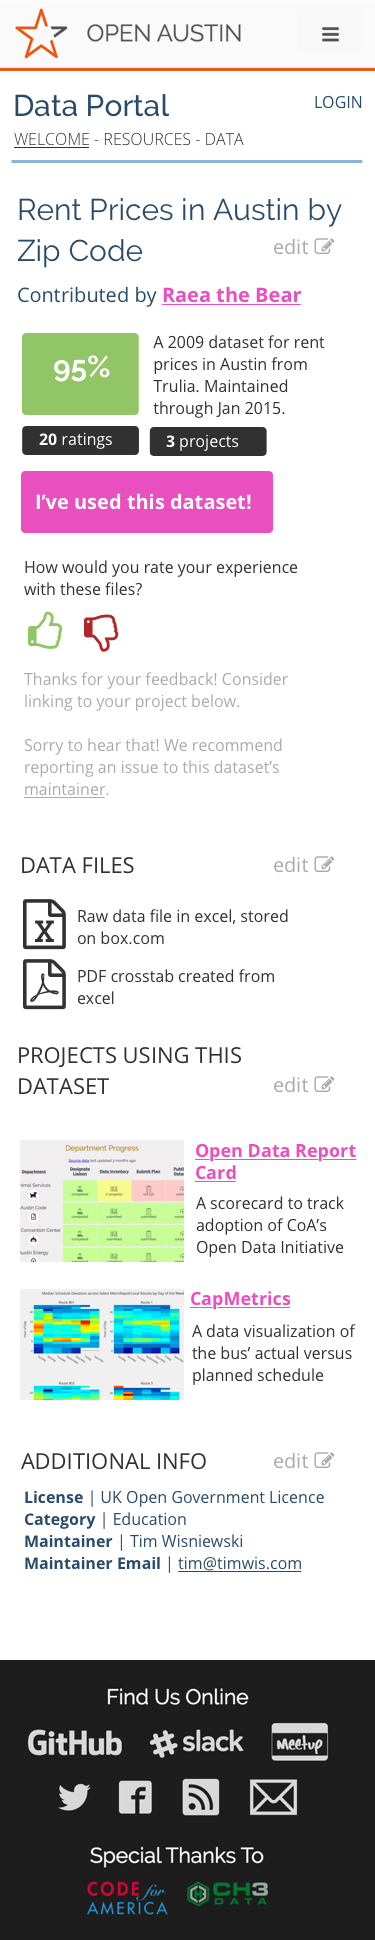 OPEN AUSTIN
Data Portal
LOGIN
WELCOME - RESOURCES - DATA
Rent Prices in Austin by
Zip Code
edit
Contributed by Raea the Bear
95%
A 2009 dataset for rent
prices in Austin from
Trulia. Maintained
through Jan 2015.
20 ratings
3 projects
I've used this dataset!
How would you rate your experience
with these files?
Thanks for your feedback! Consider
linking to your project below.
Sorry to hear that! We recommend
reporting an issue to this dataset's
maintainer.
DATA FILES
edit
Raw data file in excel, stored
on box.com
PDF crosstab created from
excel
PROJECTS USING THIS
DATASET
edit
Department Progress
Department
Designate
Liaison
Data Inventory
Submit Plan
Open Data Report
Card
A scorecard to track
adoption of CoA's
Open Data Initiative
CapMetrics
A data visualization of
the bus' actual versus
planned schedule
ADDITIONAL INFO
edit
License | UK Open Government Licence
Category | Education
Maintainer | Tim Wisniewski
Maintainer Email | tim@timwis.com
Find Us Online
GitHub
slack
Meetup
Special Thanks To
CODE for
AMERICA
CH3
DATA